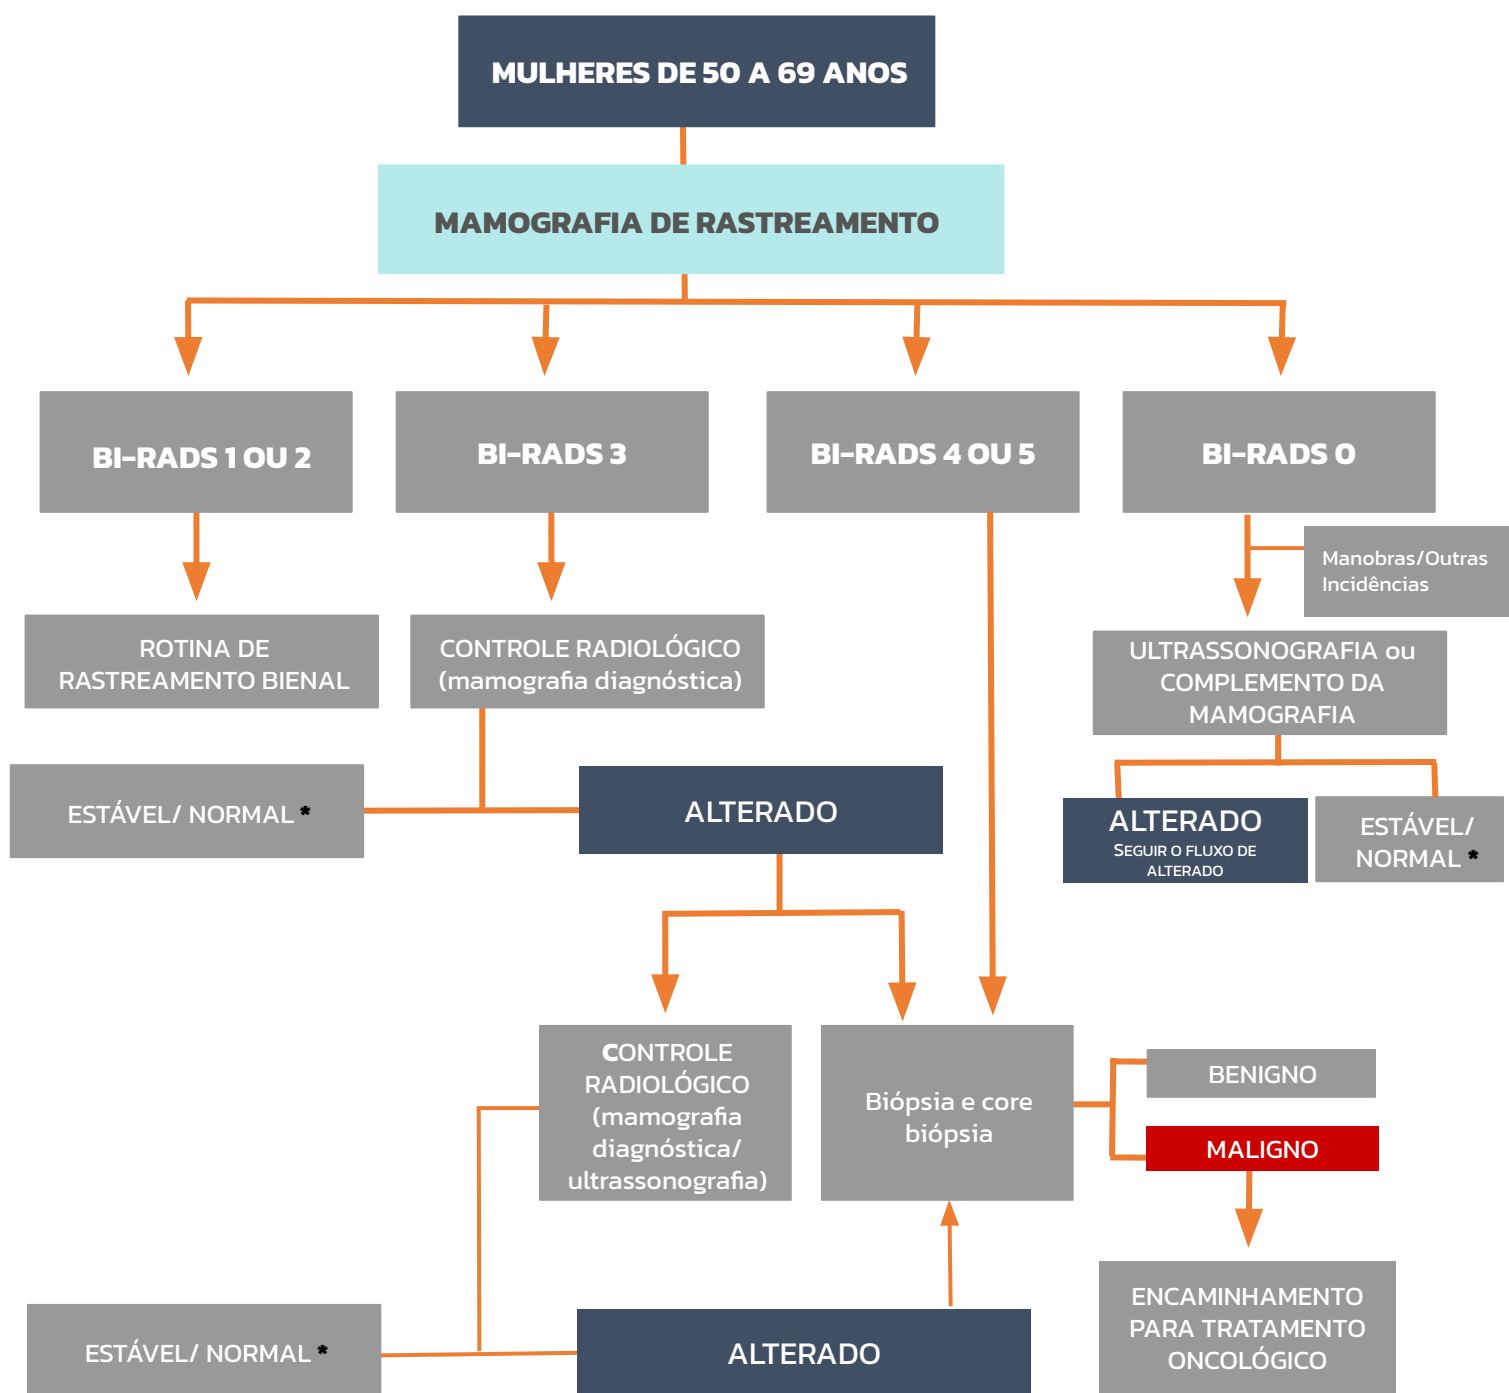 MULHERES DE 50 A 69 ANOS
MAMOGRAFIA DE RASTREAMENTO
BI-RADS 1 OU 2
BI-RADS 3
BI-RADS 4 OU 5
BI-RADS 0
Manobras/Outras
Incidências
ROTINA DE
RASTREAMENTO BIENAL
CONTROLE RADIOLÓGICO
(mamografia diagnóstica)
ULTRASSONOGRAFIA ou
COMPLEMENTO DA
MAMOGRAFIA
ESTÁVEL/ NORMAL *
ALTERADO
ALTERADO
SEGUIR O FLUXO DE
ALTERADO
ESTÁVEL/
NORMAL *
CONTROLE
RADIOLÓGICO
(mamografia
diagnóstica/
ultrassonografia)
Biópsia e core
biópsia
BENIGNO
MALIGNO
ENCAMINHAMENTO
PARA TRATAMENTO
ONCOLÓGICO
ESTÁVEL/ NORMAL *
ALTERADO